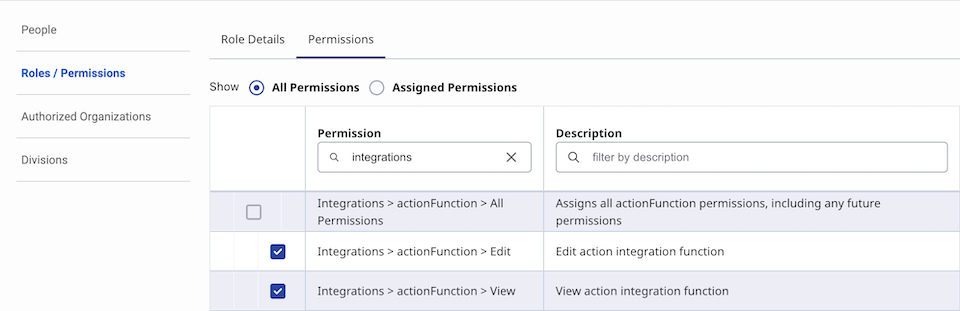 People
Roles / Permissions
Authorized Organizations
Divisions
Role Details
Permissions
Show
All Permissions
Assigned Permissions
Permission
integrations
Description
filter by description
Integrations > actionFunction > All
Permissions
Assigns all actionFunction permissions, including any future
permissions
Integrations > actionFunction > Edit
Edit action integration function
Integrations > actionFunction > View
View action integration function